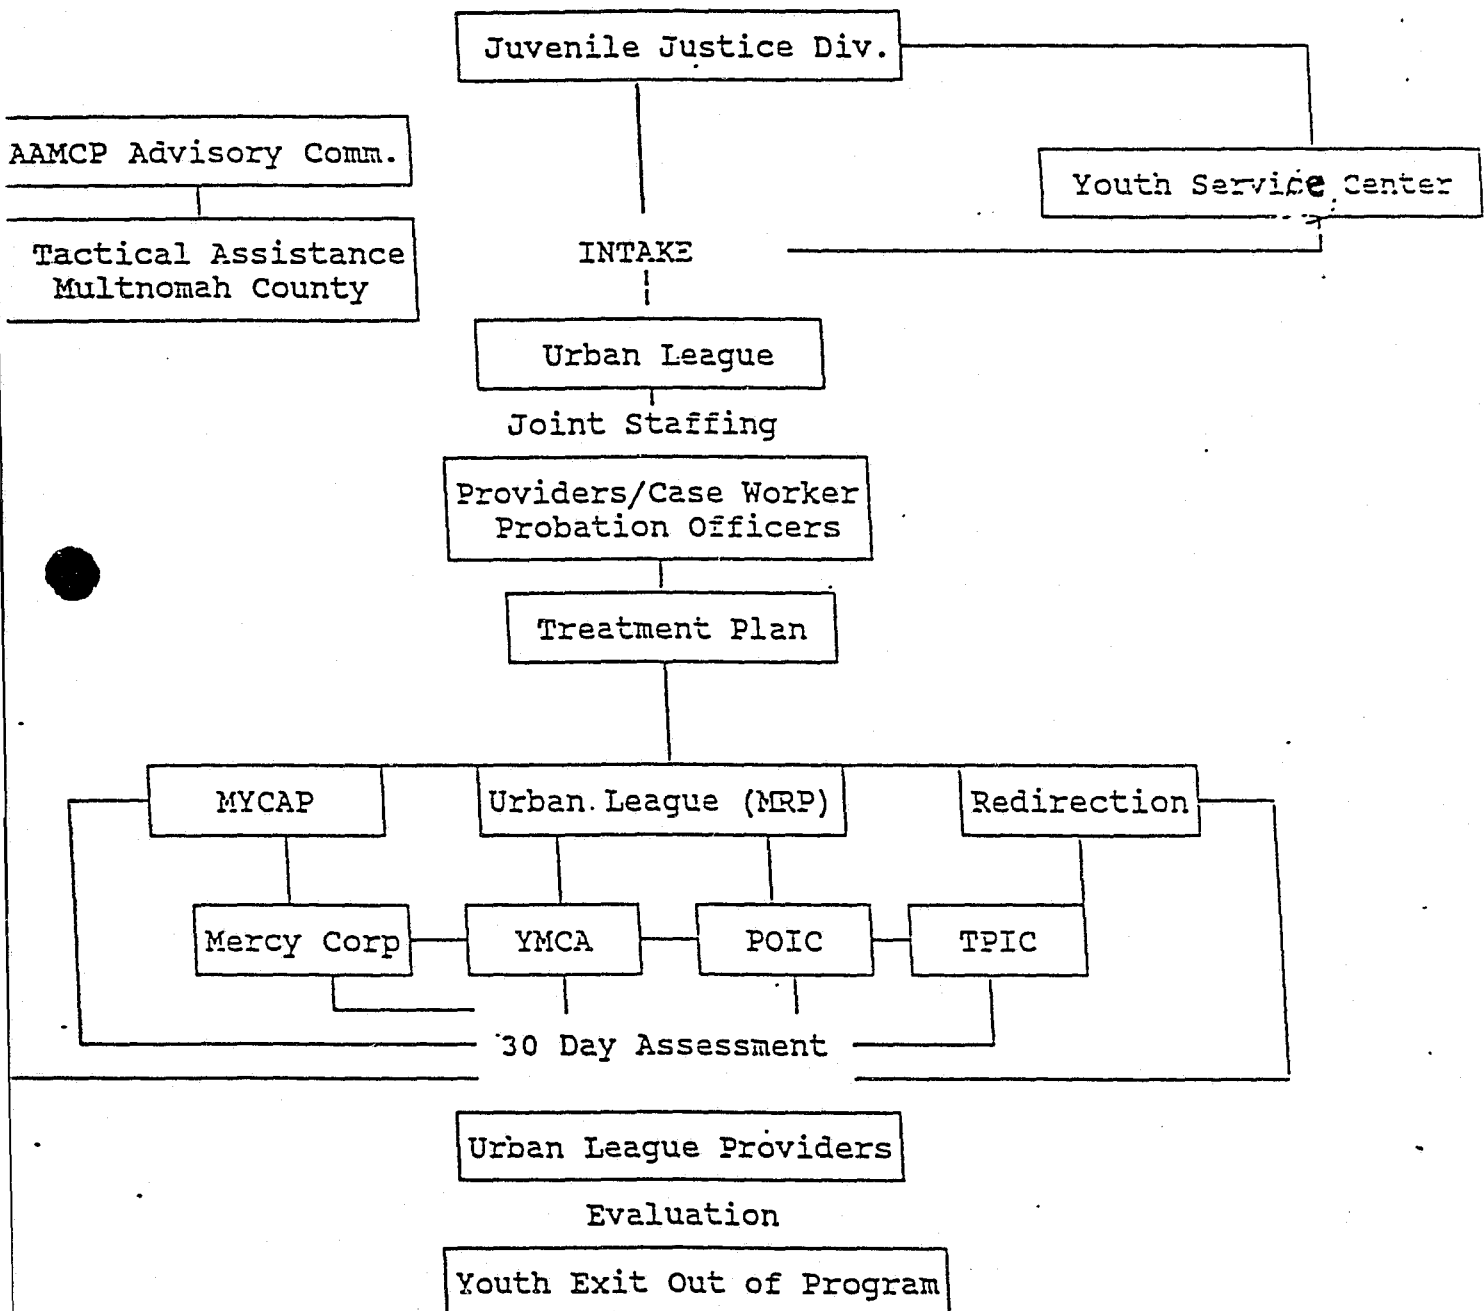 Juvenile Justice Div.
AAMCP Advisory Comm.
Youth Service Center
Tactical Assistance
Multnomah County
INTAKE
Urban League
Joint Staffing
Providers/Case Worker
Probation Officers
Treatment Plan
MYCAP
Urban League (MRP)
Redirection
Mercy Corp
YMCA
POIC
TPIC
30 Day Assessment
Urban League Providers
Evaluation
Youth Exit Out of Program